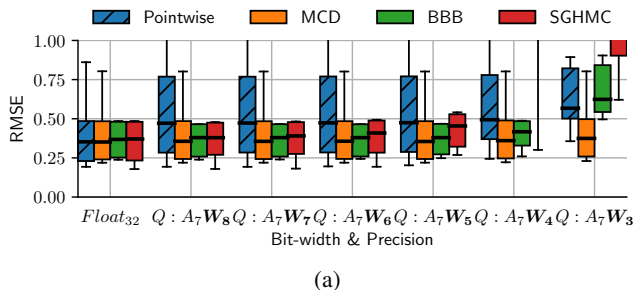 Pointwise MCD BBB SGHMC
1.00
0.75
0.50
0.25
0.00
RMSE
Float₃₂ Q : A₇W₈ Q : A₇W₇ Q : A₇W₆ Q : A₇W₅ Q : A₇W₄ Q : A₇W₃
Bit-width & Precision
(a)